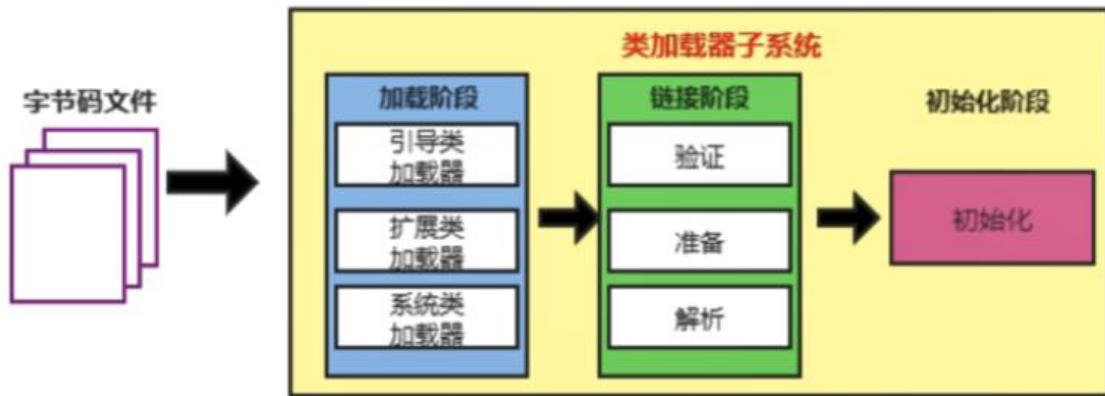 类加载器子系统
字节码文件
加载阶段
引导类
加载器
扩展类
加载器
系统类
加载器
链接阶段
验证
准备
解析
初始化阶段
初始化